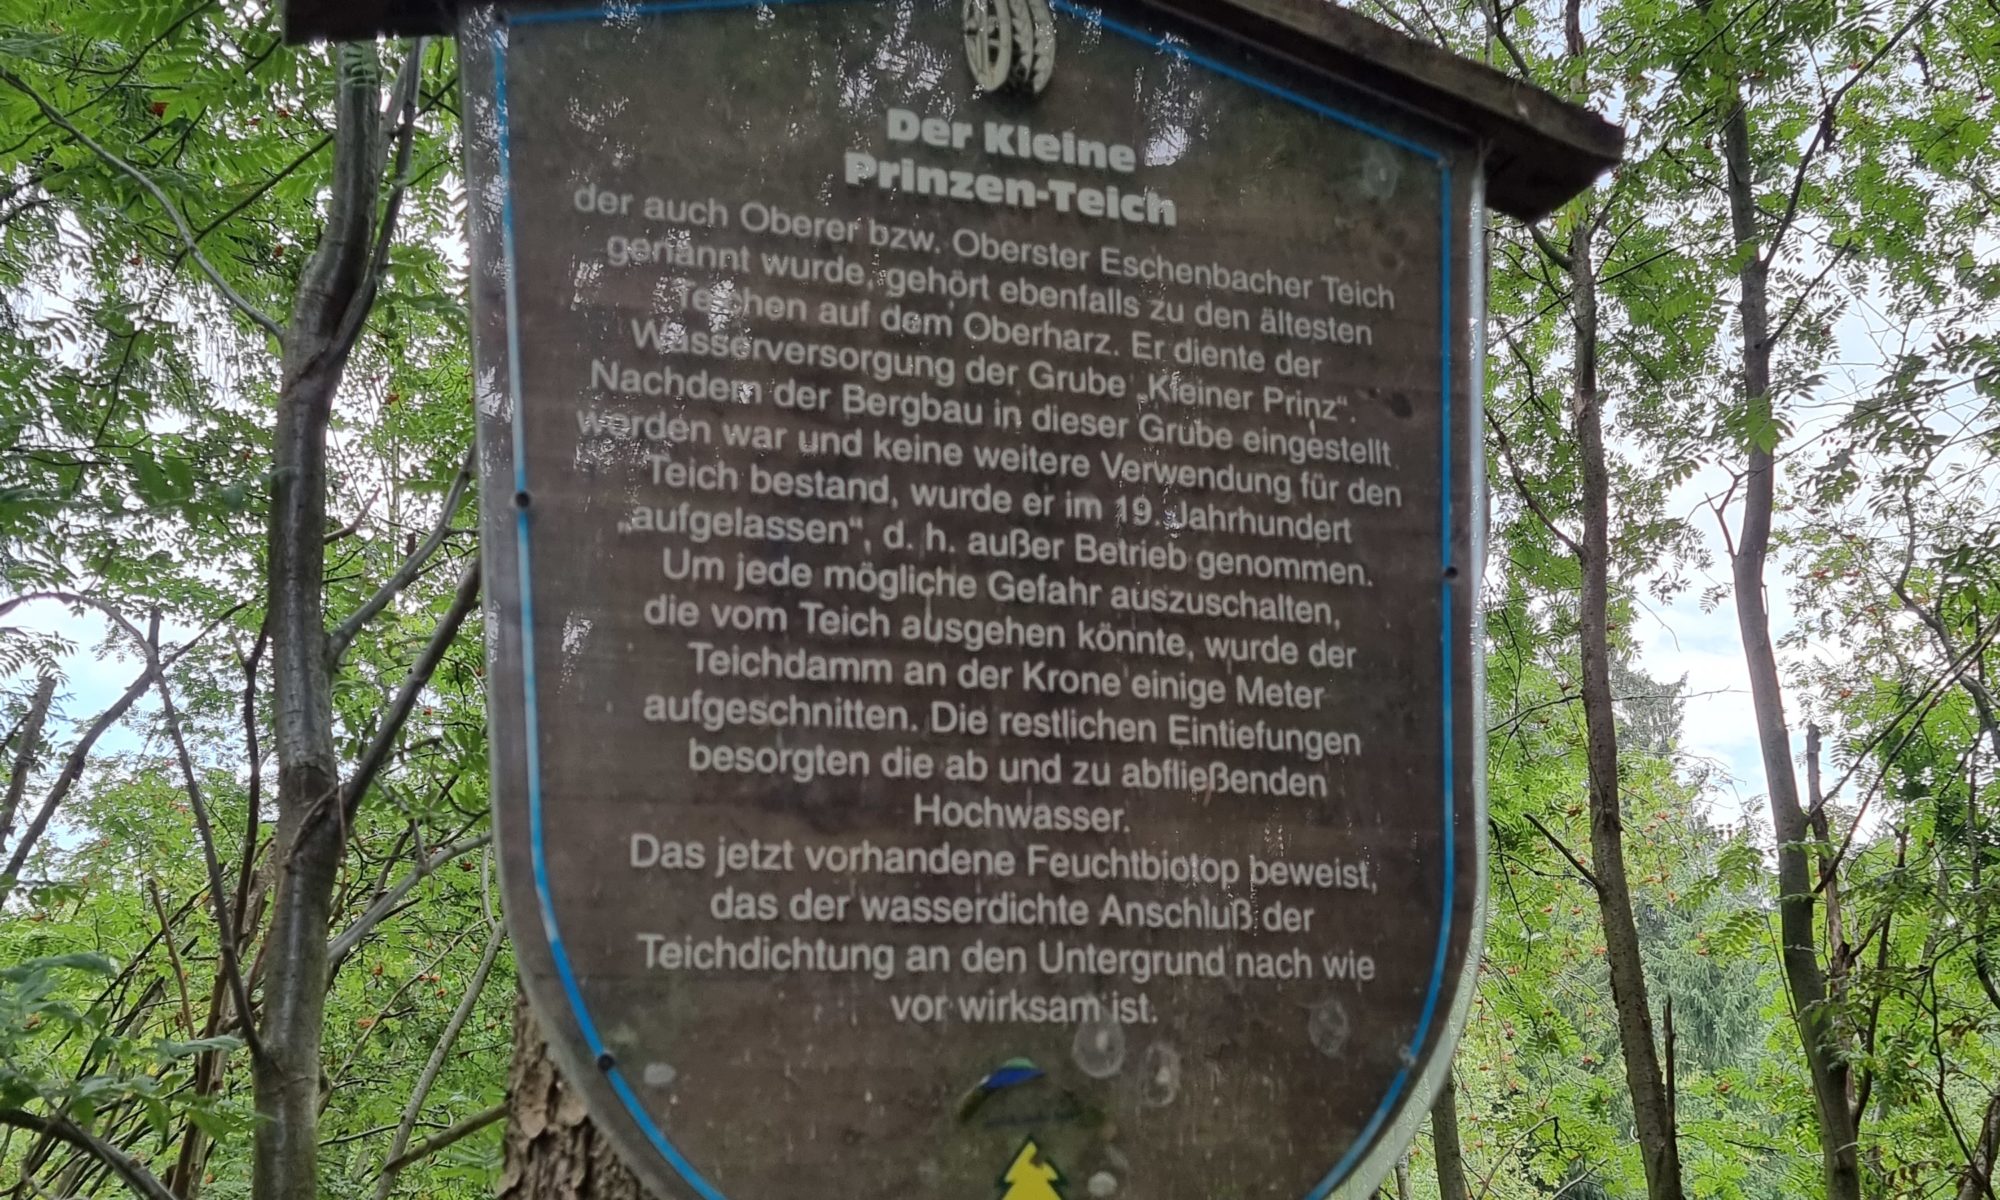 Der Kleine
Prinzen-Teich
der auch Oberer bzw. Oberster Eschenbacher Teich
genannt wurde, gehört ebenfalls zu den ältesten
Teichen auf dem Oberharz. Er diente der
Wasserversorgung der Grube „Kleiner Prinz“.
Nachdem der Bergbau in dieser Grube eingestellt
worden war und keine weitere Verwendung für den
Teich bestand, wurde er im 19. Jahrhundert
„aufgelassen“, d. h. außer Betrieb genommen.
Um jede mögliche Gefahr auszuschalten,
die vom Teich ausgehen könnte, wurde der
Teichdamm an der Krone einige Meter
aufgeschnitten. Die restlichen Eintiefungen
besorgten die ab und zu abfließenden
Hochwasser.
Das jetzt vorhandene Feuchtbiotop beweist,
das der wasserdichte Anschluß der
Teichdichtung an den Untergrund nach wie
vor wirksam ist.